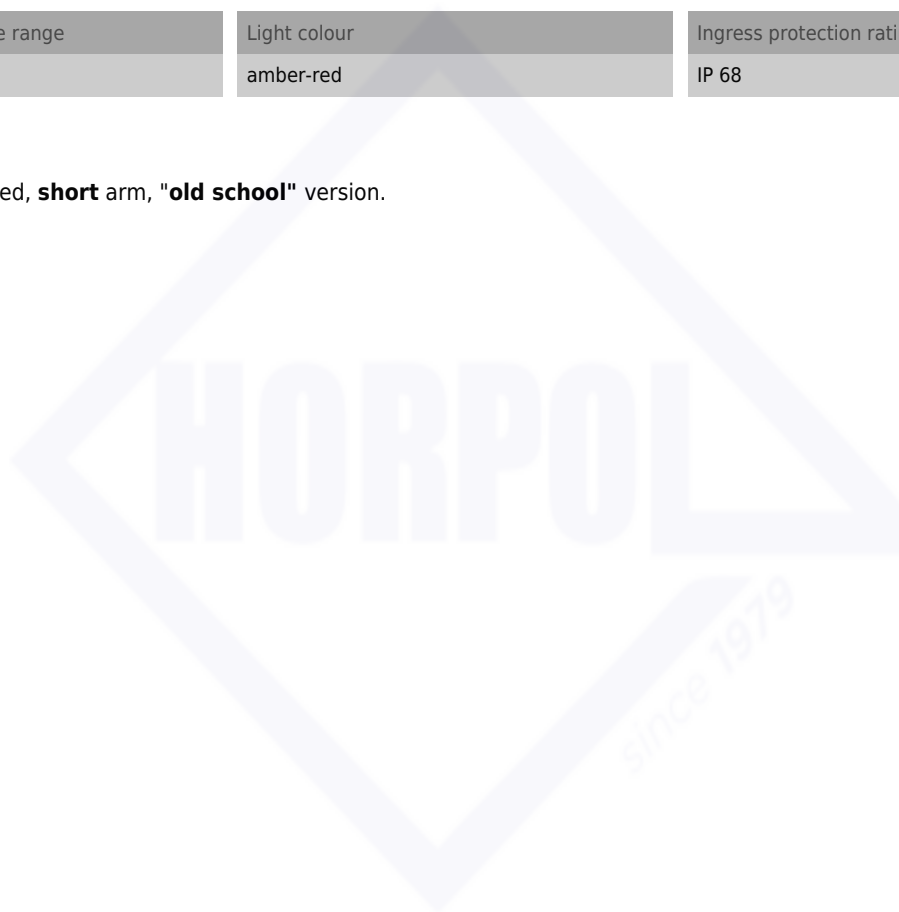 e range
Light colour
Ingress protection rati
amber-red
IP 68
ed, short arm, "old school" version.
HORPOL
since 1979